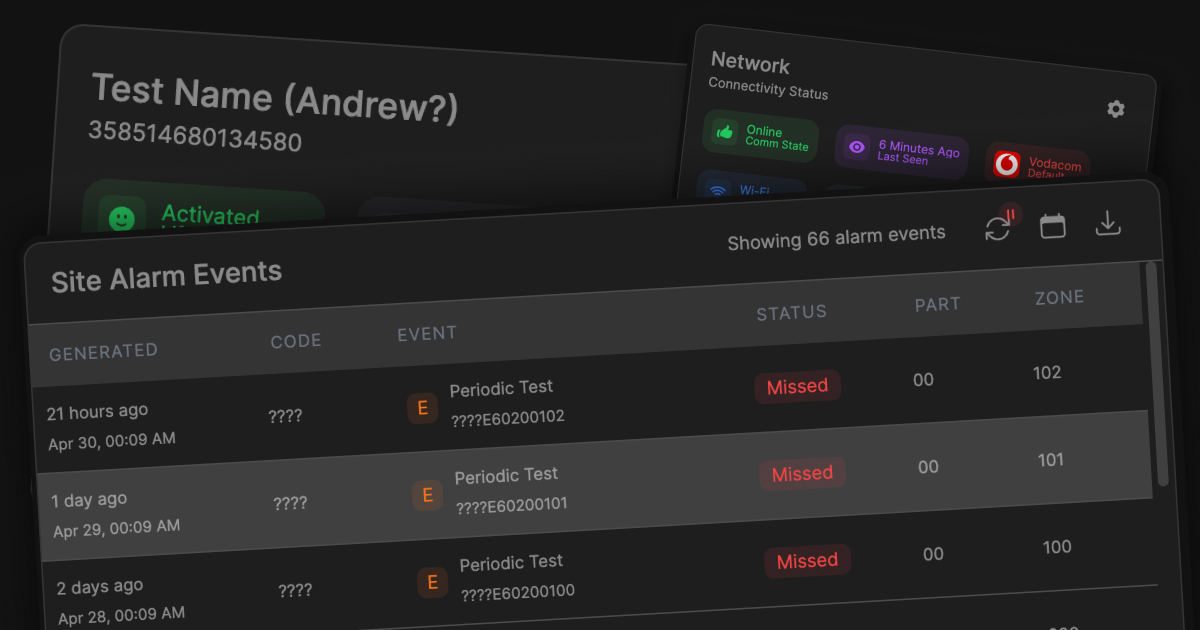 Test Name (Andrew?)
358514680134580
Activated
Network
Connectivity Status
Online
Comm State
6 Minutes Ago
Last Seen
Vodacom
Default
Wi-Fi
Site Alarm Events
Showing 66 alarm events
GENERATED CODE EVENT STATUS PART ZONE
21 hours ago
Apr 30, 00:09 AM
????
E
Periodic Test
????E60200102
Missed
00
102
1 day ago
Apr 29, 00:09 AM
????
E
Periodic Test
????E60200101
Missed
00
101
2 days ago
Apr 28, 00:09 AM
????
E
Periodic Test
????E60200100
Missed
00
100